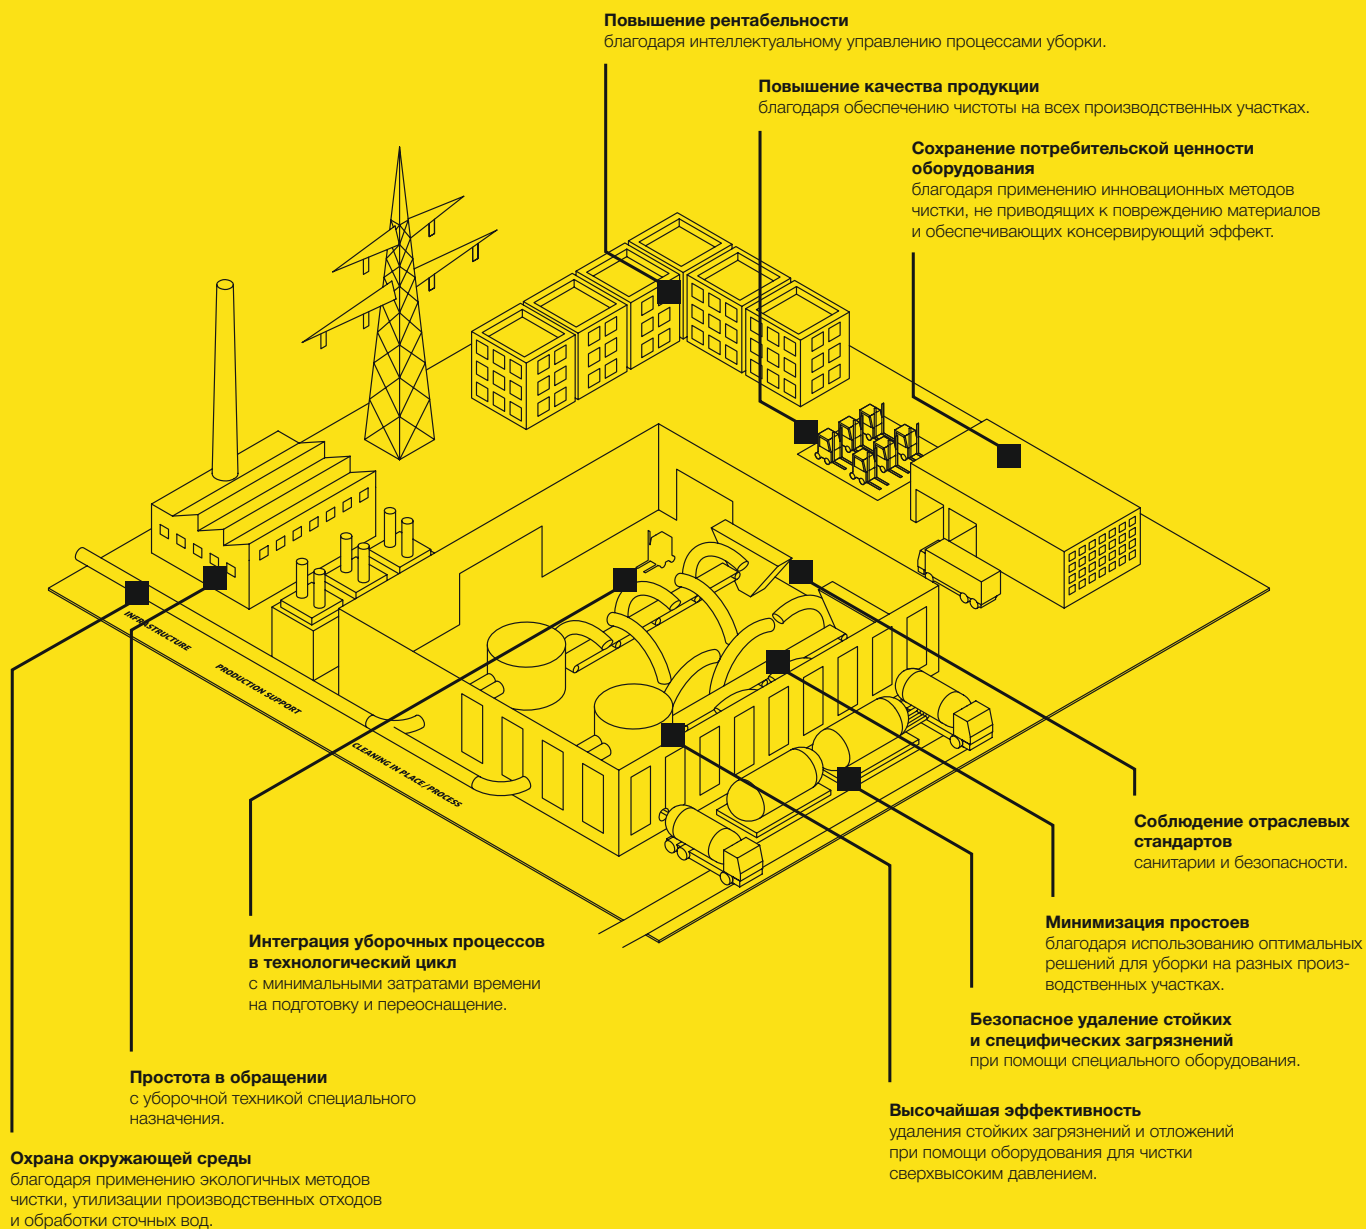 Повышение рентабельности
благодаря интеллектуальному управлению процессами уборки.
Повышение качества продукции
благодаря обеспечению чистоты на всех производственных участках.
Сохранение потребительской ценности
оборудования
благодаря применению инновационных методов
чистки, не приводящих к повреждению материалов
и обеспечивающих консервирующий эффект.
INFRASTRUCTURE
PRODUCTION SUPPORT
CLEANING IN PLACE/PROCESS
Соблюдение отраслевых
стандартов
санитарии и безопасности.
Минимизация простоев
благодаря использованию оптимальных
решений для уборки на разных произ-
водственных участках.
Интеграция уборочных процессов
в технологический цикл
с минимальными затратами времени
на подготовку и переоснащение.
Безопасное удаление стойких
и специфических загрязнений
при помощи специального оборудования.
Простота в обращении
с уборочной техникой специального
назначения.
Высочайшая эффективность
удаления стойких загрязнений и отложений
при помощи оборудования для чистки
сверхвысоким давлением.
Охрана окружающей среды
благодаря применению экологичных методов
чистки, утилизации производственных отходов
и обработки сточных вод.